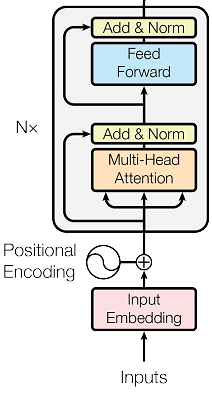 Add & Norm
Feed
Forward
N×
Add & Norm
Multi-Head
Attention
Positional
Encoding
Input
Embedding
Inputs